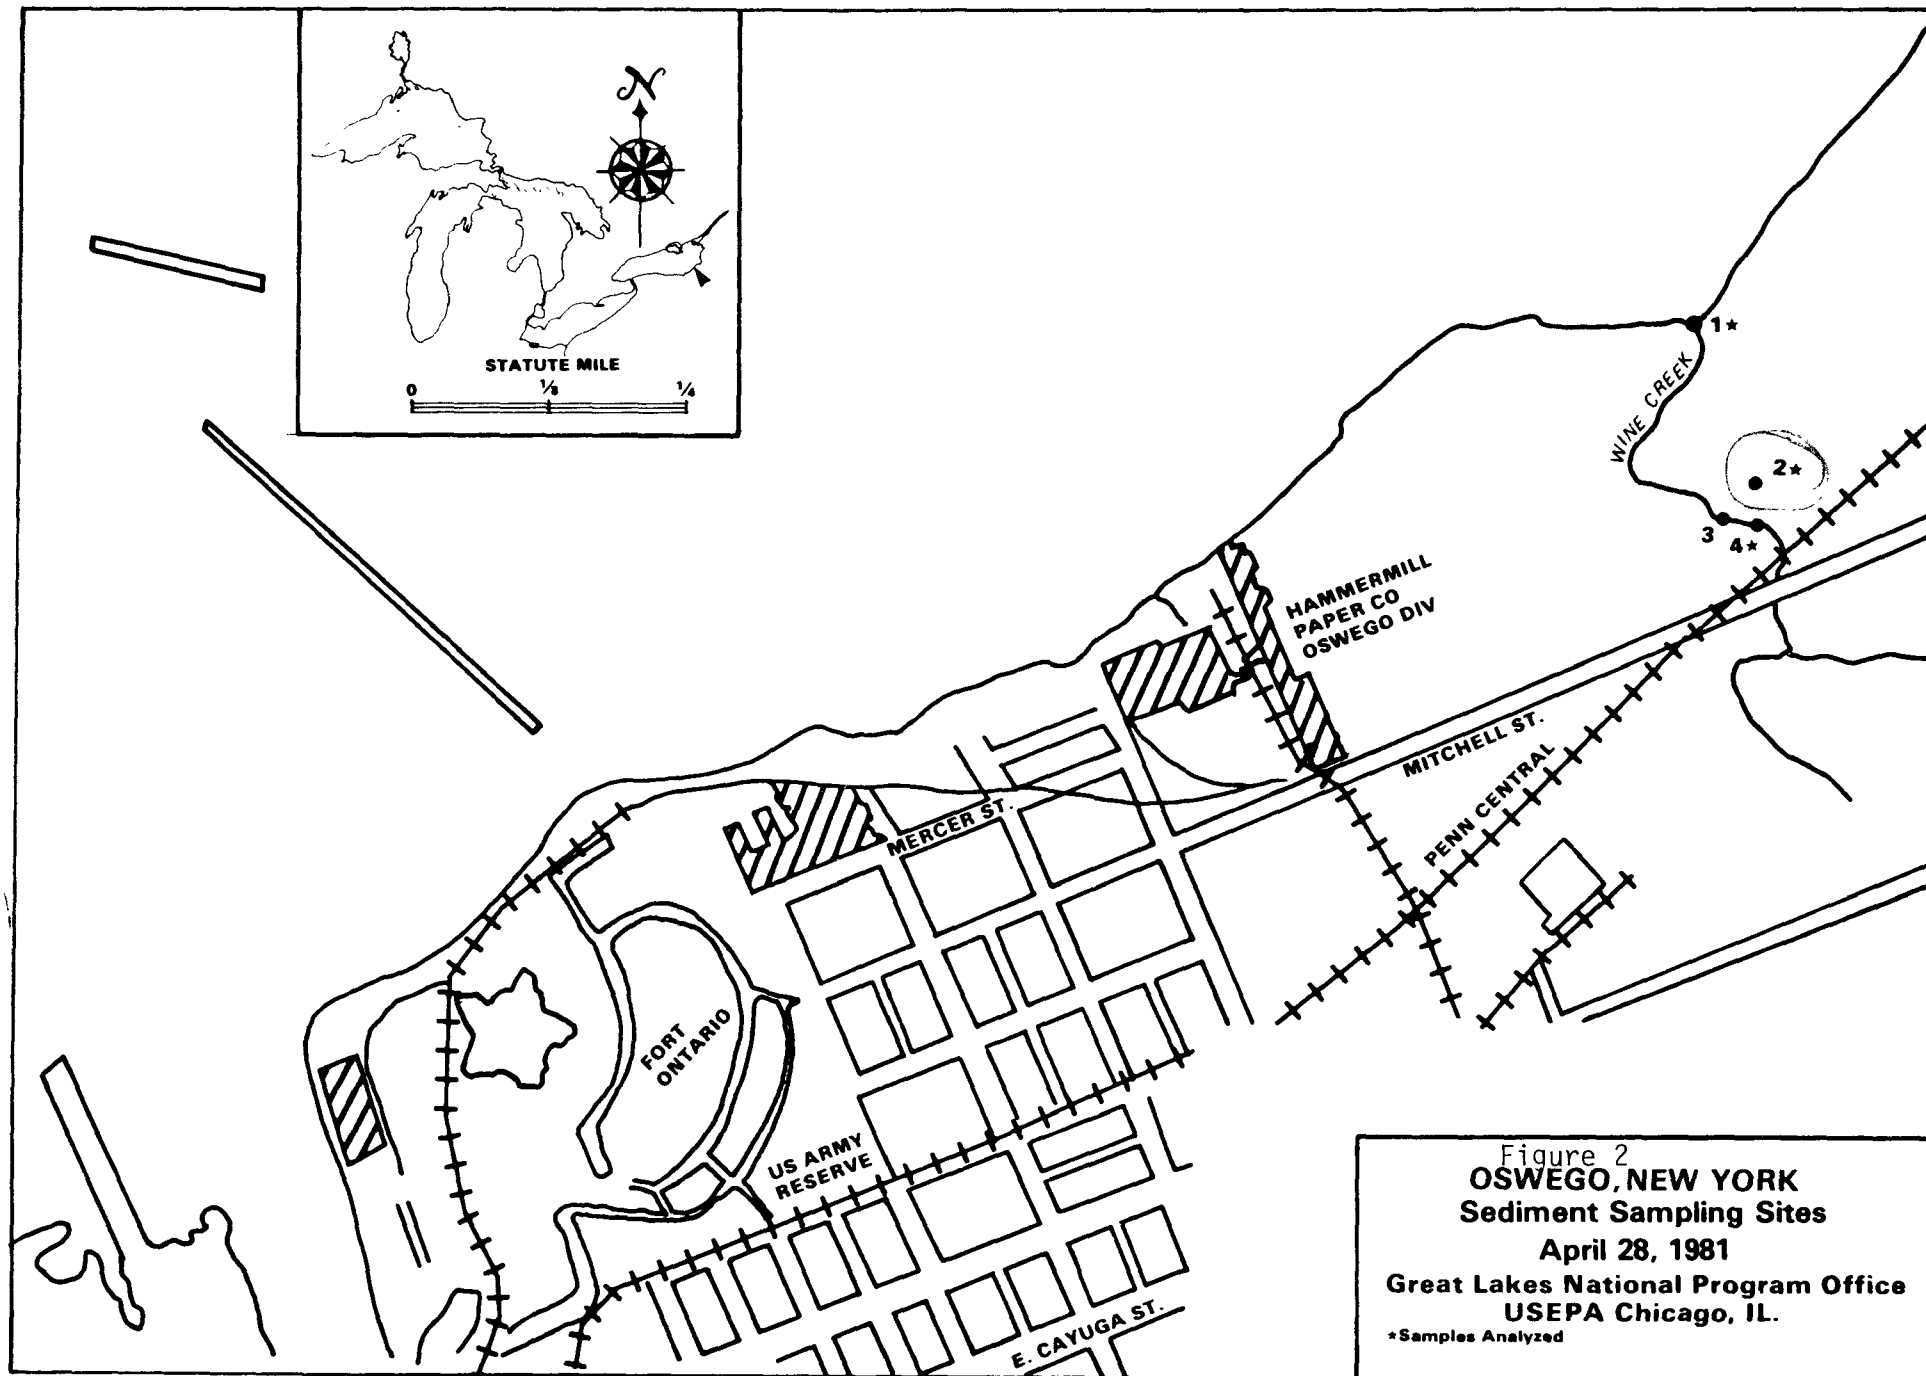 N
STATUTE MILE
0 1/8 1/4
1★
WINE CREEK
2★
3
4★
HAMMERMILL
PAPER CO
OSWEGO DIV
MITCHELL ST.
PENN CENTRAL
MERCER ST.
FORT
ONTARIO
US ARMY
RESERVE
E. CAYUGA ST.
Figure 2
OSWEGO, NEW YORK
Sediment Sampling Sites
April 28, 1981
Great Lakes National Program Office
USEPA Chicago, IL.
★Samples Analyzed